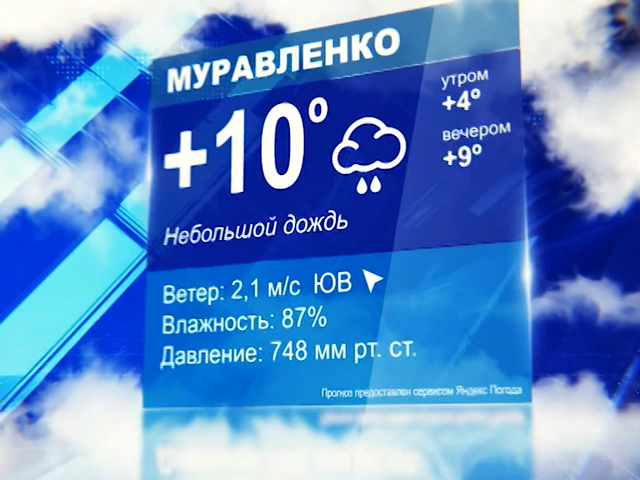 МУРАВЛЕНКО
+10°
утром
+4°
вечером
+9°
Небольшой дождь
Ветер: 2,1 м/с ЮВ
Влажность: 87%
Давление: 748 мм рт. ст.
Прогноз предоставлен сервисом Яндекс Погода